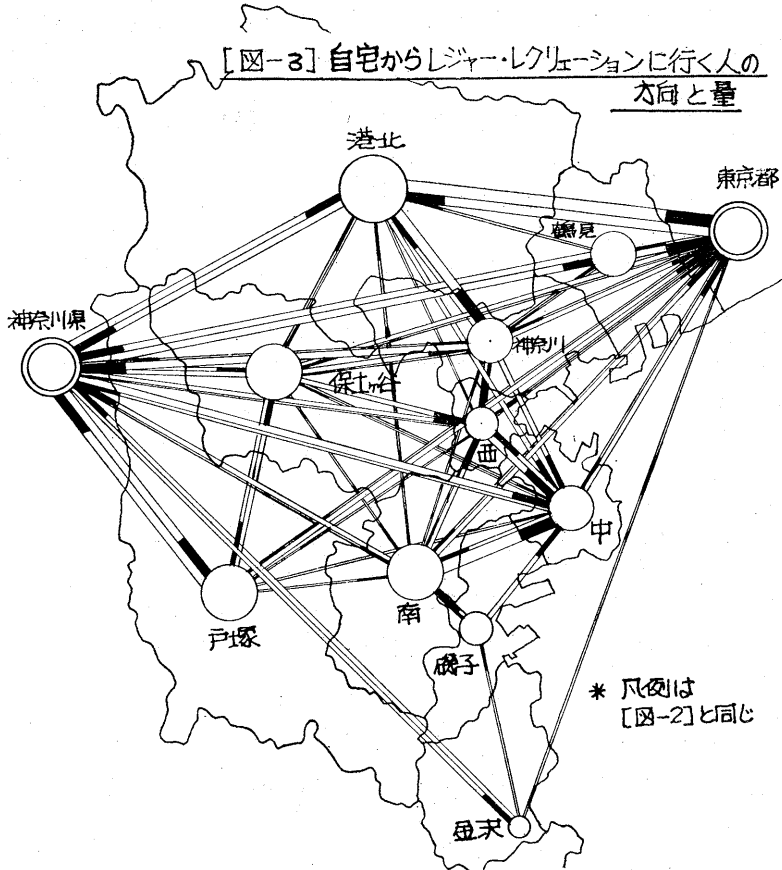 [図-3] 自宅からレジャー・レクリェーションに行く人の
方向と量
港北
東京都
鶴見
神奈川県
神奈川
保土ヶ谷
西
中
南
戸塚
磯子
* 凡例は
[図-2]と同じ
金沢